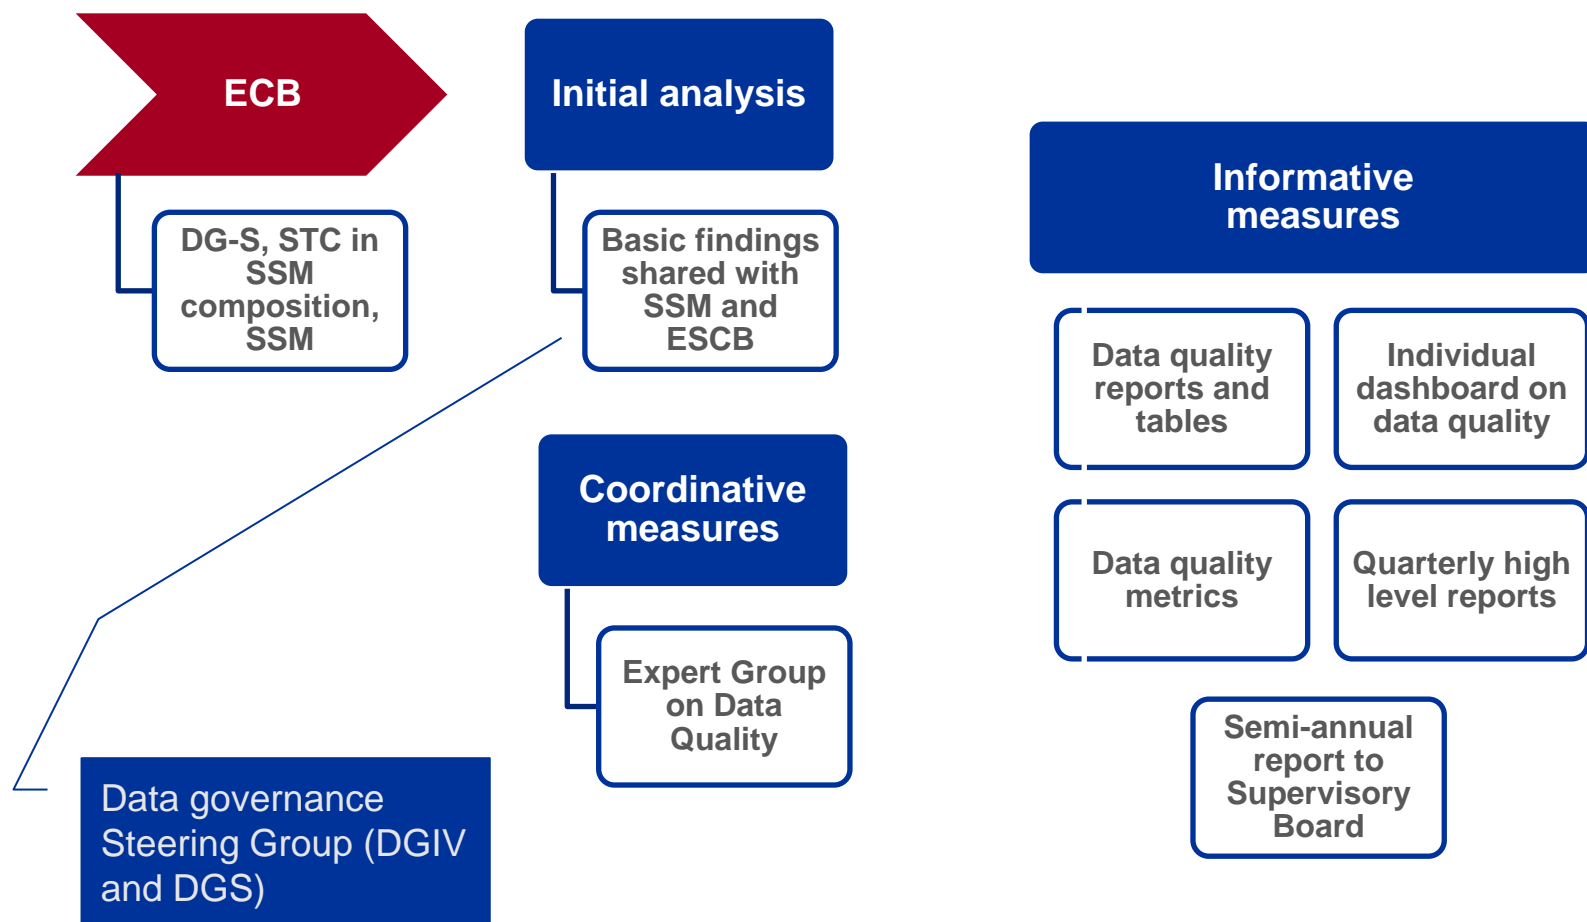 ECB
DG-S, STC in
SSM
composition,
SSM
Initial analysis
Basic findings
shared with
SSM and
ESCB
Coordinative
measures
Expert Group
on Data
Quality
Data governance
Steering Group (DGIV
and DGS)
Informative
measures
Data quality
reports and
tables
Individual
dashboard on
data quality
Data quality
metrics
Quarterly high
level reports
Semi-annual
report to
Supervisory
Board